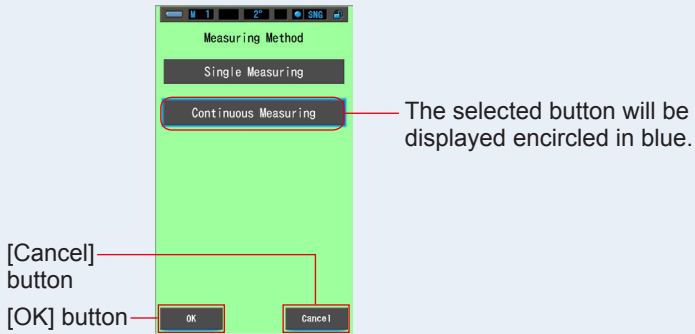 M 1 2° SNG
Measuring Method
Single Measuring
Continuous Measuring
The selected button will be
displayed encircled in blue.
[Cancel]
button
[OK] button
OK Cancel